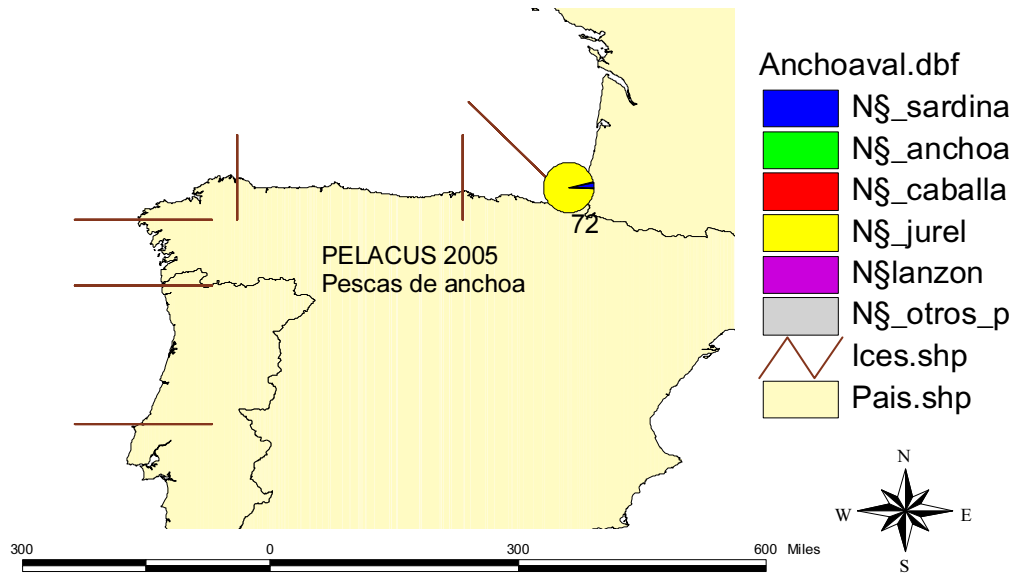 Anchoaval.dbf
N§_sardina
N§_anchoa
N§_caballa
N§_jurel
N§lanzon
N§_otros_p
Ices.shp
Pais.shp
72
PELACUS 2005
Pescas de anchoa
N
W E
S
300 0 300 600 Miles